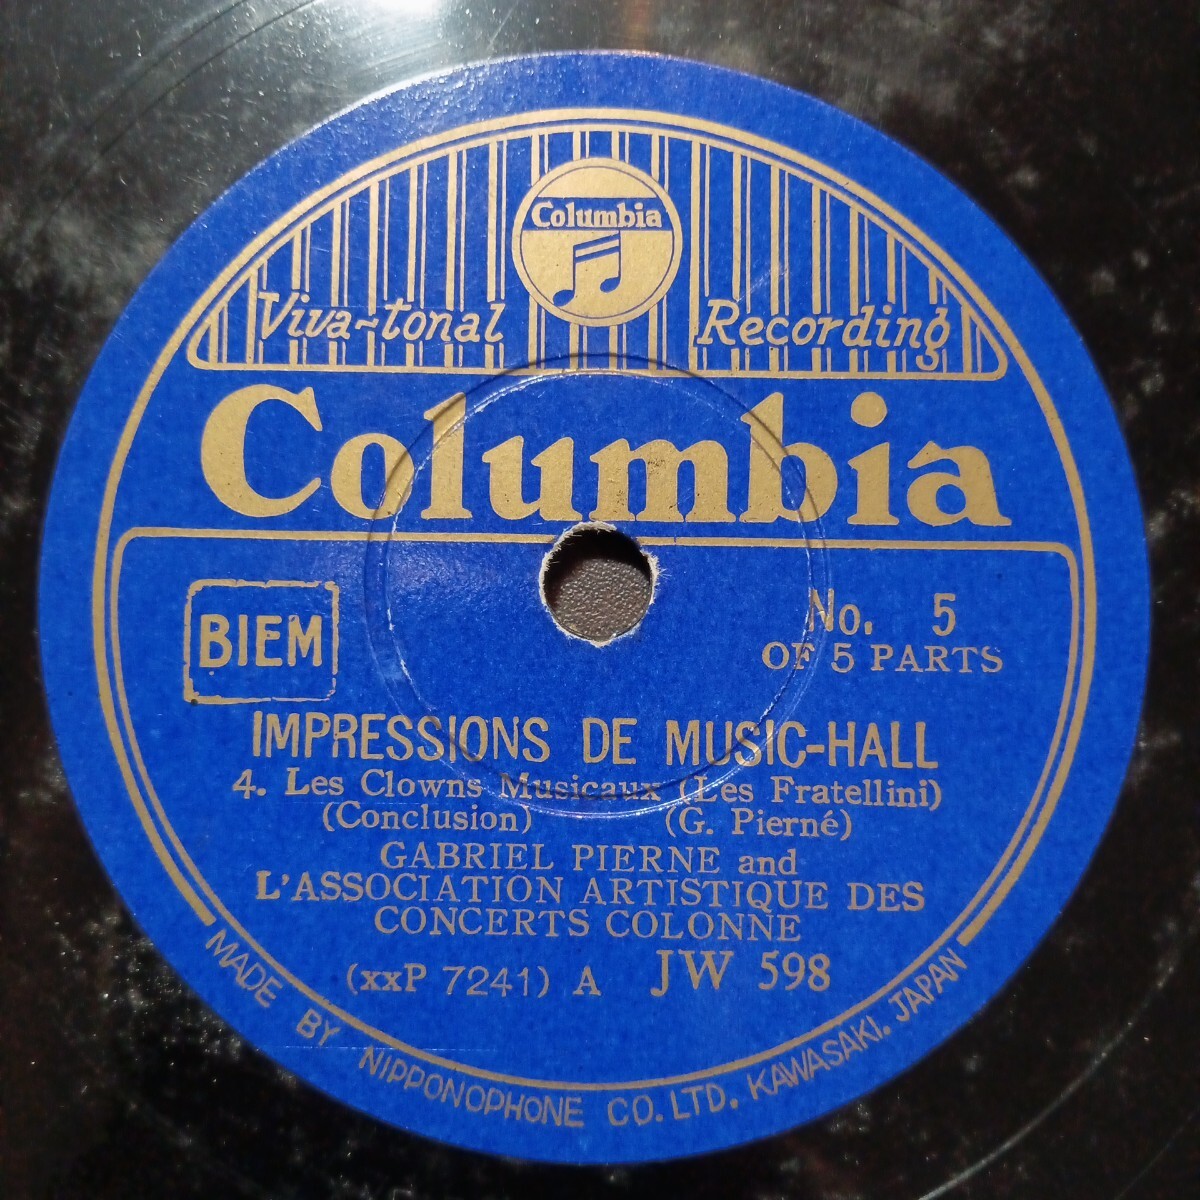 Columbia
Viva-tonal Recording
Columbia
BIEM
No. 5
OF 5 PARTS
IMPRESSIONS DE MUSIC-HALL
4. Les Clowns Musicaux (Les Fratellini)
(Conclusion) (G. Pierné)
GABRIEL PIERNE and
L'ASSOCIATION ARTISTIQUE DES
CONCERTS COLONNE
(xxP 7241) A JW 598
MADE BY NIPPONOPHONE CO. LTD. KAWASAKI. JAPAN